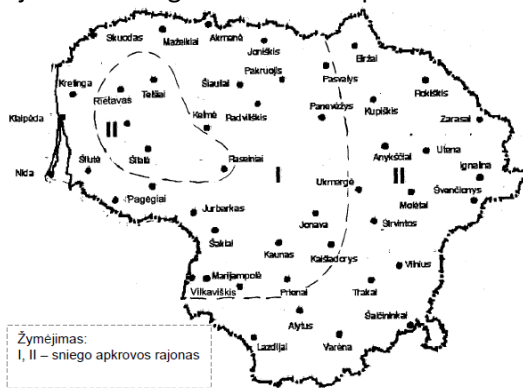 Skuodas
Mažeikiai
Akmenė
Joniškis
Biržai
Kretinga
Telšiai
Šiauliai
Pakruojis
Pasvalys
Rokiškis
Rietavas
Radviliškis
Panevėžys
Kupiškis
Zarasai
Klaipėda
II
Kelmė
Utena
Anykščiai
Ignalina
Šilutė
Šilalė
Raseiniai
I
II
Nida
Ukmergė
Molėtai
Švenčionys
Pagėgiai
Jurbarkas
Jonava
Širvintos
Šakiai
Kaunas
Kaišiadorys
Vilnius
Marijampolė
Vilkaviškis
Prienai
Trakai
Šalčininkai
Alytus
Lazdijai
Varėna
Žymėjimas:
I, II – sniego apkrovos rajonas